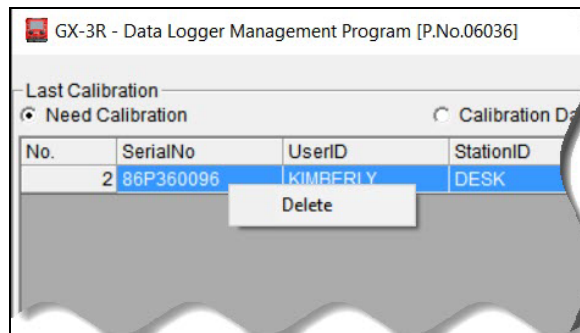 GX-3R - Data Logger Management Program [P.No.06036]
Last Calibration
Need Calibration Calibration Da
No. SerialNo UserID StationID
2 86P360096 KIMBERLY DESK
Delete